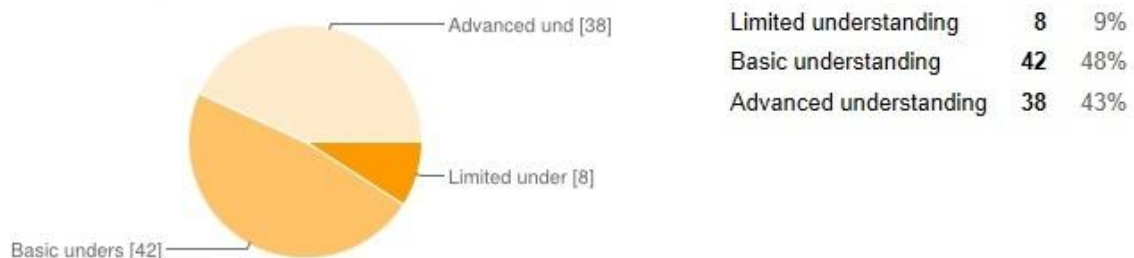 Advanced und [38]
Limited under [8]
Basic unders [42]
Limited understanding 8 9%
Basic understanding 42 48%
Advanced understanding 38 43%